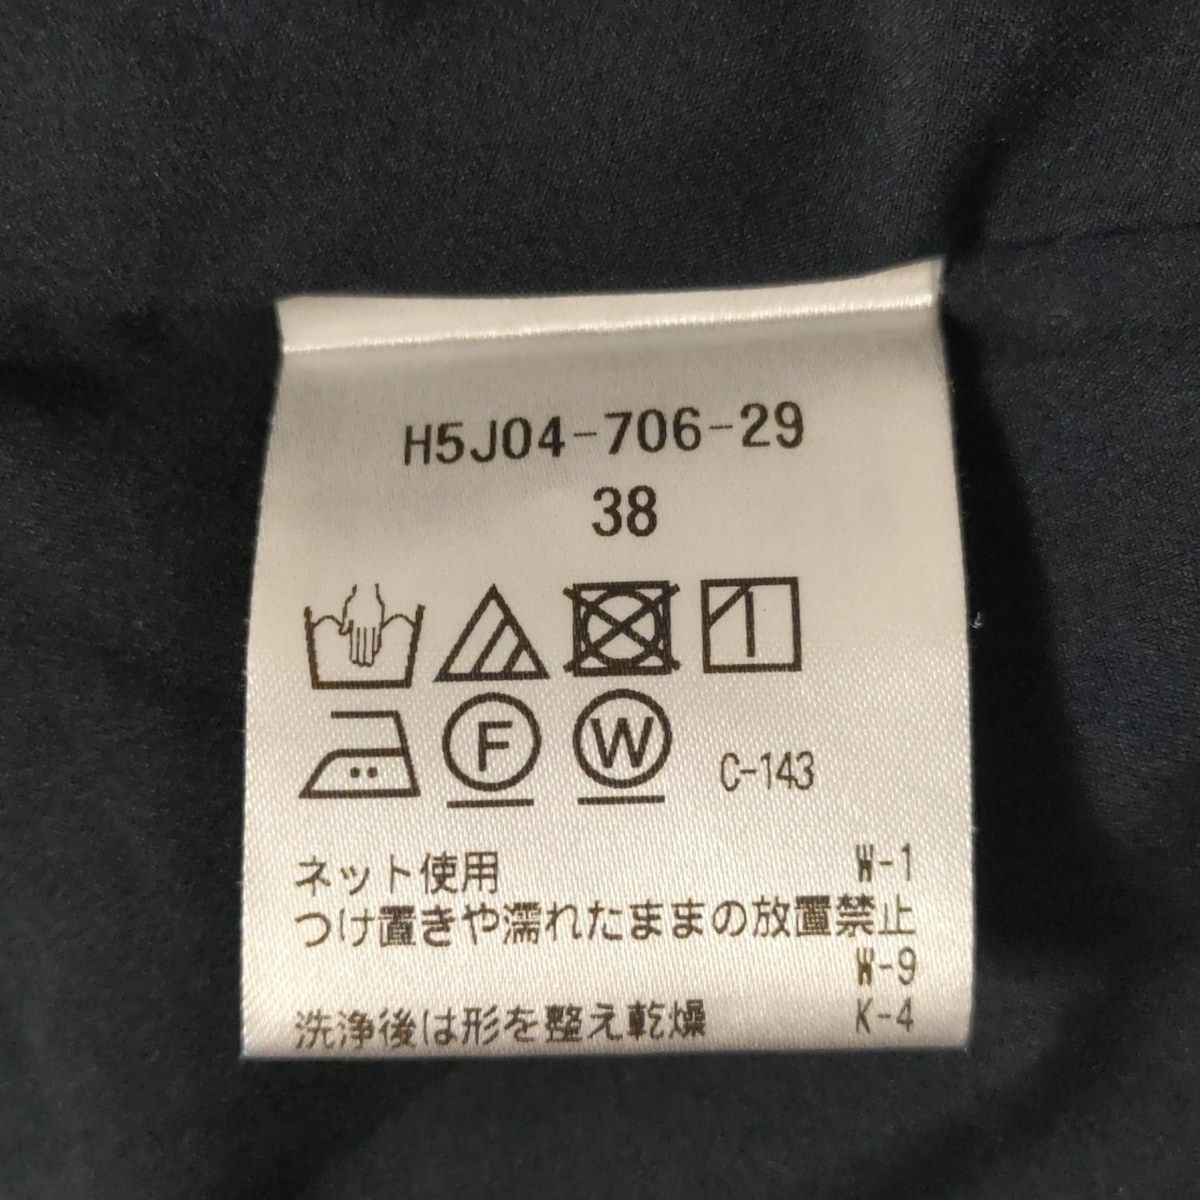 H5J04-706-29
38
F W C-143
ネット使用 W-1
つけ置きや濡れたままの放置禁止
W-9
洗浄後は形を整え乾燥 K-4